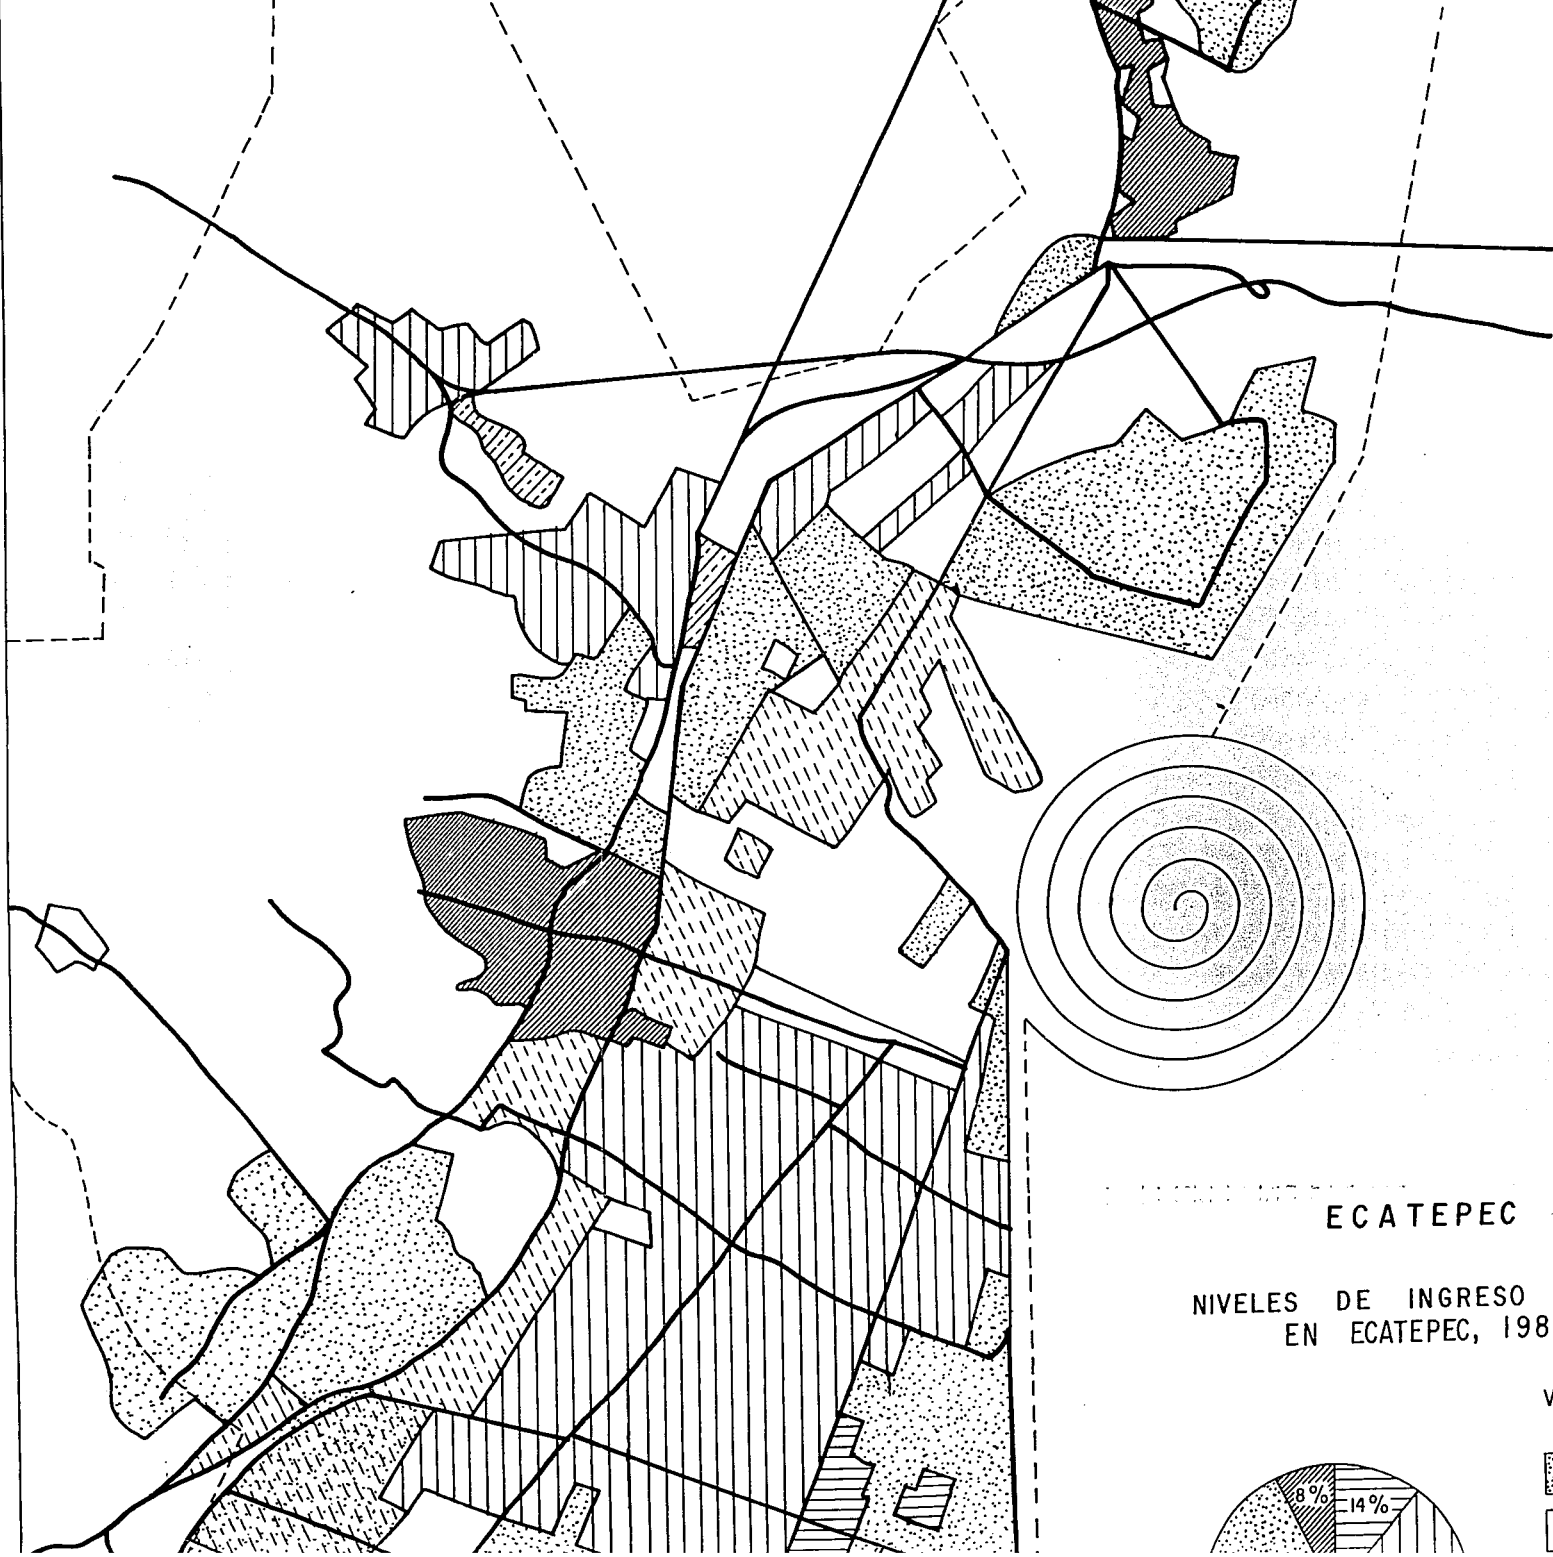 ECATEPEC
NIVELES DE INGRESO
EN ECATEPEC, 198
V
8%
14%